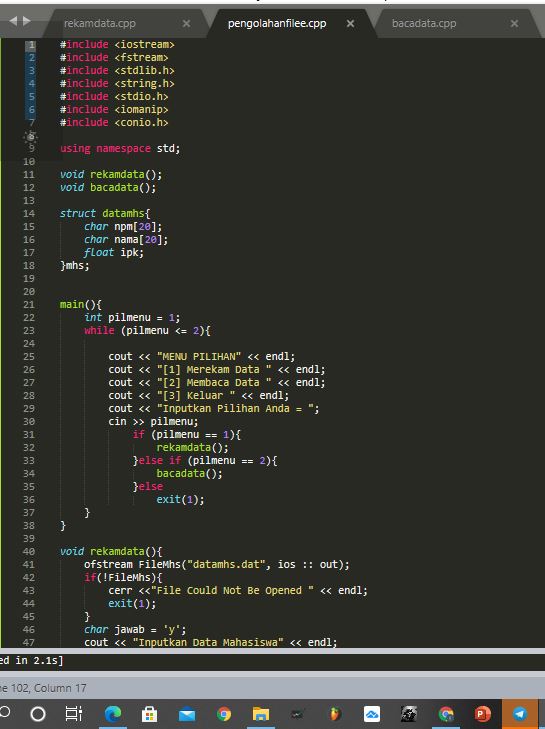 rekamdata.cpp
pengolahanfilee.cpp
bacadata.cpp
1 #include <iostream>
2 #include <fstream>
3 #include <stdlib.h>
4 #include <string.h>
5 #include <stdio.h>
6 #include <iomanip>
7 #include <conio.h>
9 using namespace std;
10
11 void rekamdata();
12 void bacadata();
13
14 struct datamhs{
15 char npm[20];
16 char nama[20];
17 float ipk;
18 }mhs;
19
20
21 main(){
22 int pilmenu = 1;
23 while (pilmenu <= 2){
24
25 cout << "MENU PILIHAN" << endl;
26 cout << "[1] Merekam Data " << endl;
27 cout << "[2] Membaca Data " << endl;
28 cout << "[3] Keluar " << endl;
29 cout << "Inputkan Pilihan Anda = ";
30 cin >> pilmenu;
31 if (pilmenu == 1){
32 rekamdata();
33 }else if (pilmenu == 2){
34 bacadata();
35 }else
36 exit(1);
37 }
38 }
39
40 void rekamdata(){
41 ofstream FileMhs("datamhs.dat", ios :: out);
42 if(!FileMhs){
43 cerr <<"File Could Not Be Opened " << endl;
44 exit(1);
45 }
46 char jawab = 'y';
47 cout << "Inputkan Data Mahasiswa" << endl;
ed in 2.1s]
ne 102, Column 17